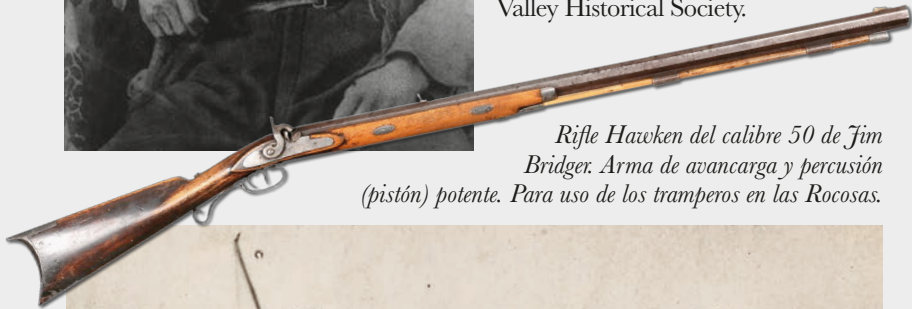 Valley Historical Society.
Rifle Hawken del calibre 50 de Jim
Bridger. Arma de avancarga y percusión
(pistón) potente. Para uso de los tramperos en las Rocosas.